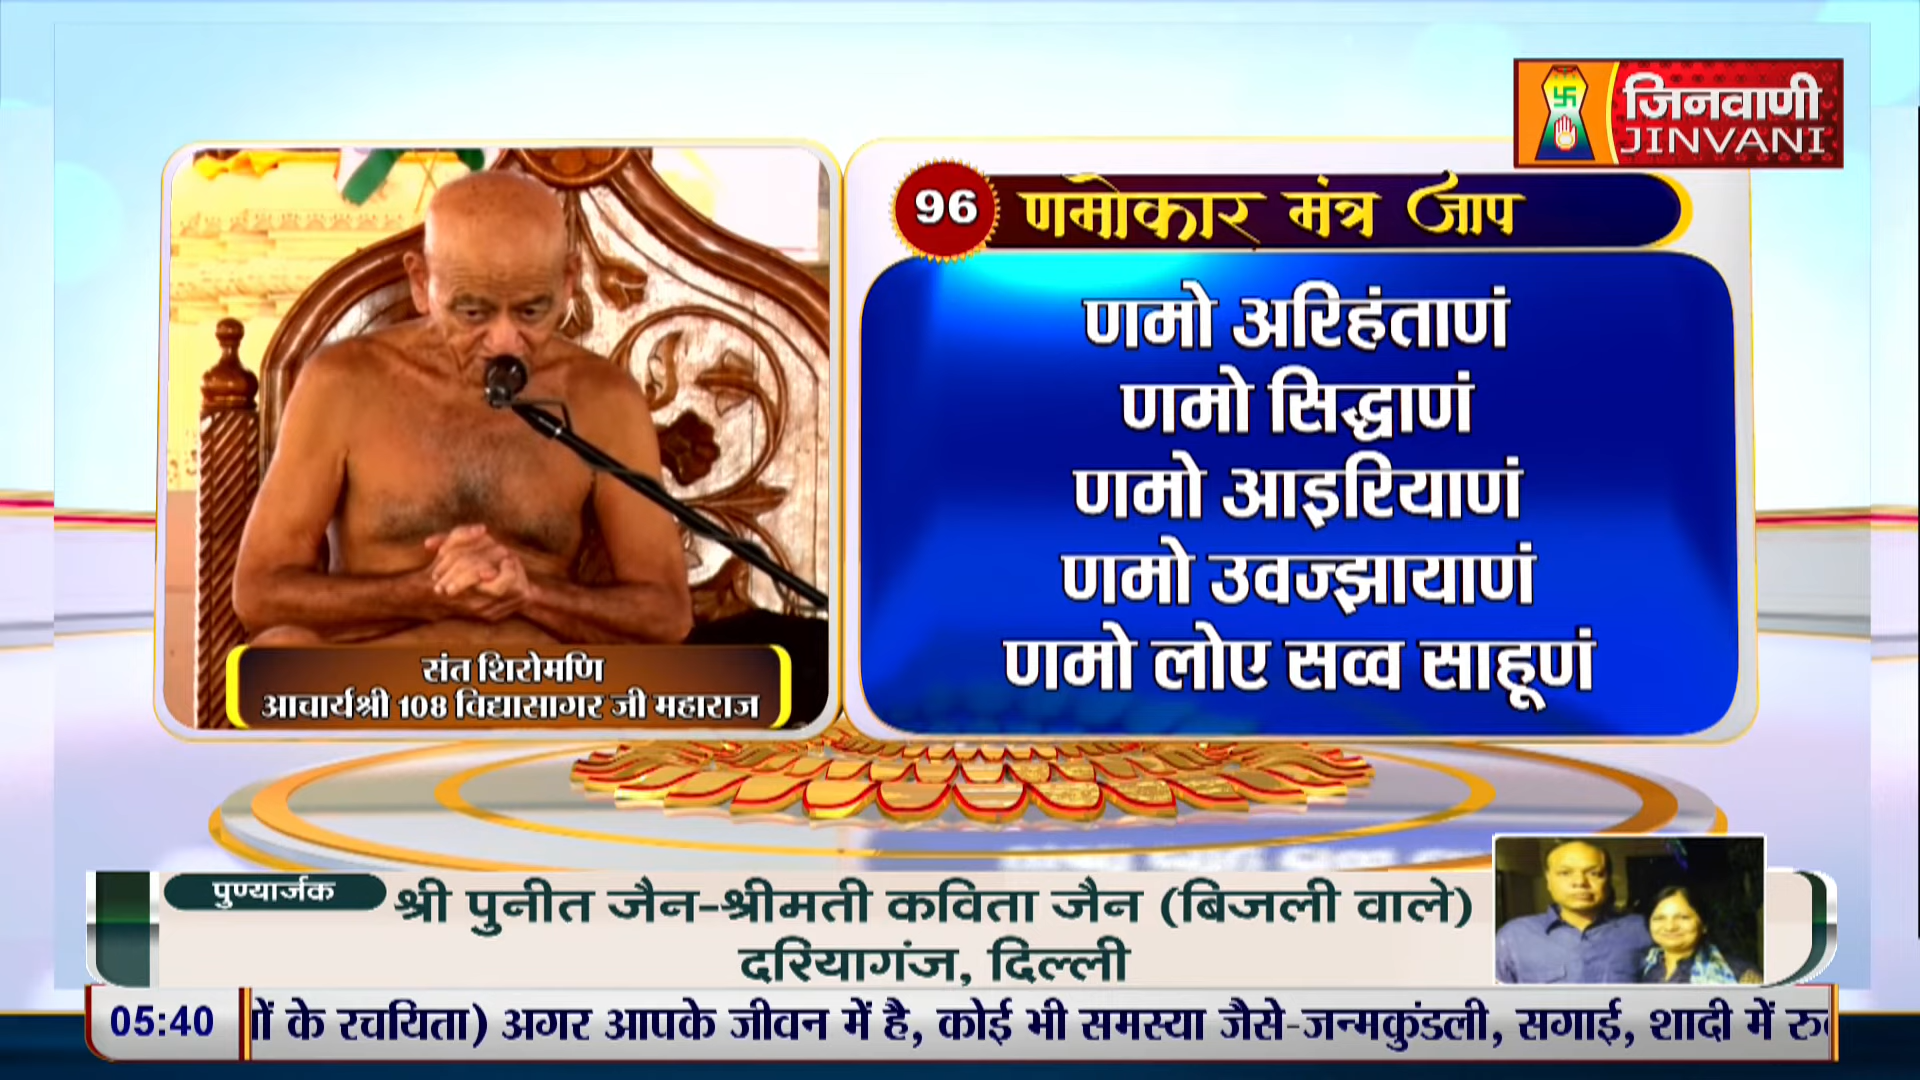 जिनवाणी
JINVANI
96 णमोकार मंत्र जाप
णमो अरिहंताणं
णमो सिद्धाणं
णमो आइरियाणं
णमो उवज्झायाणं
णमो लोए सव्व साहूणं
संत शिरोमणि
आचार्यश्री 108 विद्यासागर जी महाराज
पुण्यार्जक
श्री पुनीत जैन-श्रीमती कविता जैन (बिजली वाले)
दरियागंज, दिल्ली
05:40 के रचयिता) अगर आपके जीवन में है, कोई भी समस्या जैसे-जन्मकुंडली, सगाई, शादी में